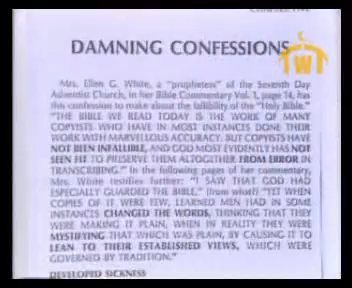 DAMNING CONFESSIONS
W
Mrs. Ellen G. White, a "prophetess" of the Seventh Day
Adventist Church, in her Bible Commentary Vol. 1, page 14, has
this confession to make about the fallibility of the "Holy Bible."
"THE BIBLE WE READ TODAY IS THE WORK OF MANY
COPYISTS WHO HAVE IN MOST INSTANCES DONE THEIR
WORK WITH MARVELLOUS ACCURACY. BUT COPYISTS HAVE
NOT BEEN INFALLIBLE, AND GOD MOST EVIDENTLY HAS NOT
SEEN FIT TO PRESERVE THEM ALTOGETHER FROM ERROR IN
TRANSCRIBING." In the following pages of her commentary,
Mrs. White testifies further: "I SAW THAT GOD HAD
ESPECIALLY GUARDED THE BIBLE," (from what?) "YET WHEN
COPIES OF IT WERE FEW, LEARNED MEN HAD IN SOME
INSTANCES CHANGED THE WORDS, THINKING THAT THEY
WERE MAKING IT PLAIN, WHEN IN REALITY THEY WERE
MYSTIFYING THAT WHICH WAS PLAIN, BY CAUSING IT TO
LEAN TO THEIR ESTABLISHED VIEWS, WHICH WERE
GOVERNED BY TRADITION."
DEVELOPED SICKNESS